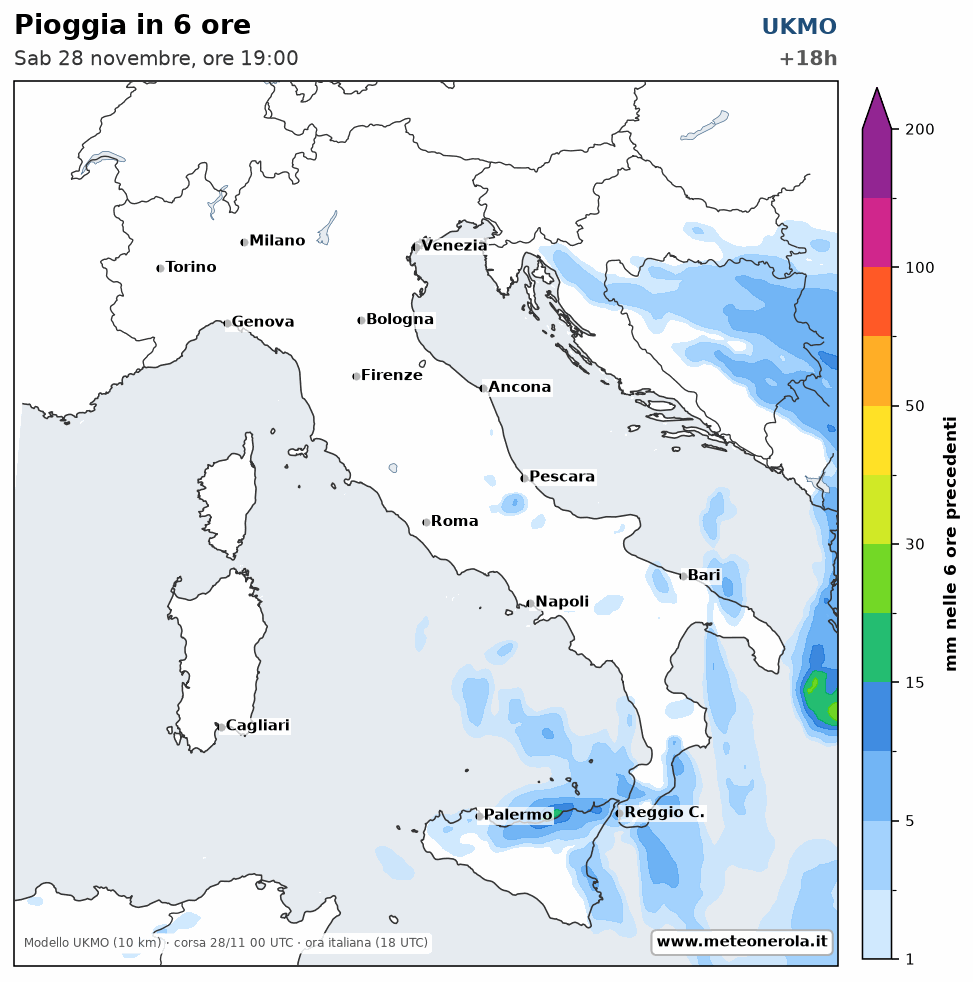 Pioggia in 6 ore
UKMO
Sab 28 novembre, ore 19:00
+18h
200
100
50
30
15
5
1
mm nelle 6 ore precedenti
Milano
Venezia
Torino
Genova
Bologna
Firenze
Ancona
Pescara
Roma
Bari
Napoli
Cagliari
Palermo
Reggio C.
Modello UKMO (10 km) · corsa 28/11 00 UTC · ora italiana (18 UTC)
www.meteonerola.it